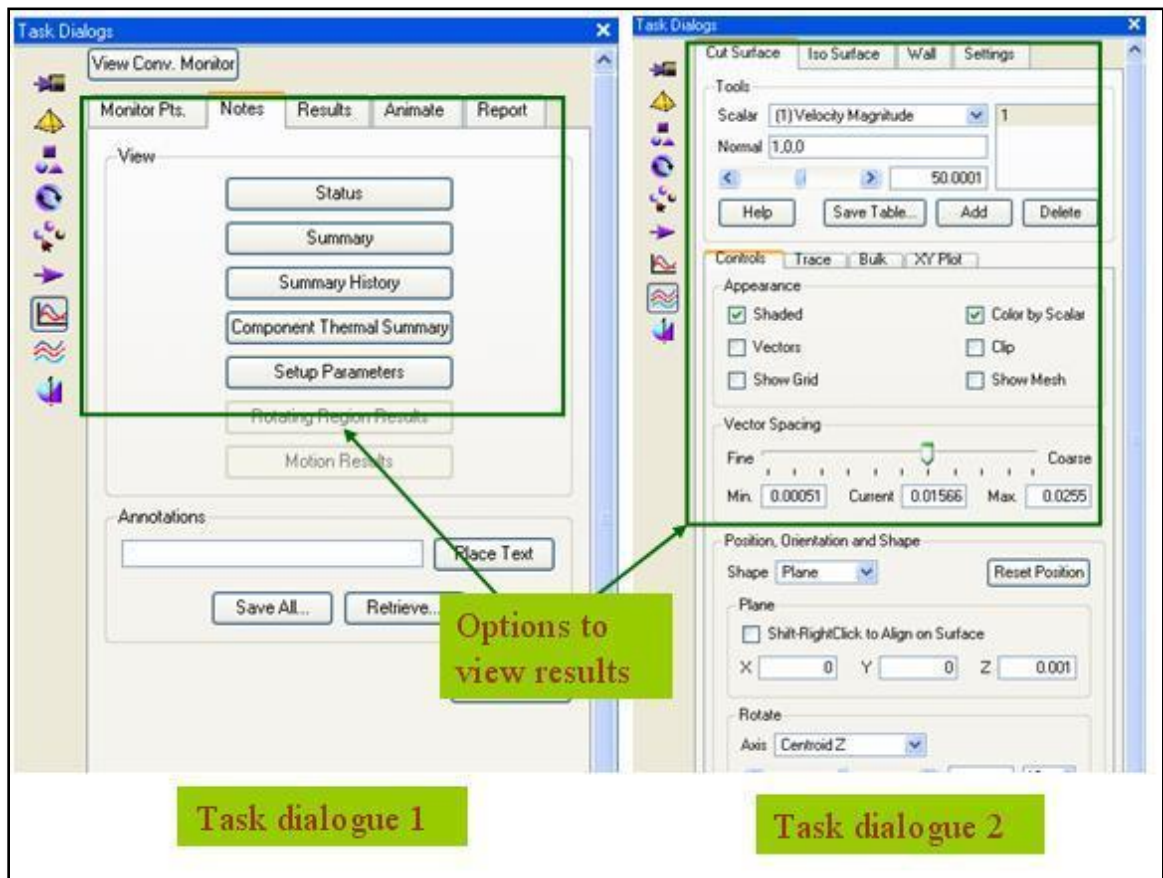 Task Dialogs
View Conv. Monitor
Monitor Pts. Notes Results Animate Report
View
Status
Summary
Summary History
Component Thermal Summary
Setup Parameters
Rotating Region Results
Motion Results
Annotations
Place Text
Save All... Retrieve...
Task Dialogs
Cut Surface Iso Surface Wall Settings
Tools
Scalar (1) Velocity Magnitude 1
Normal 1,0,0
50.0001
Help Save Table... Add Delete
Controls Trace Bulk XY Plot
Appearance
Shaded Color by Scalar
Vectors Clip
Show Grid Show Mesh
Vector Spacing
Fine Coarse
Min. 0.00051 Current 0.01566 Max. 0.0255
Position, Orientation and Shape
Shape Plane Reset Position
Plane
Shift-RightClick to Align on Surface
X 0 Y 0 Z 0.001
Rotate
Axis Centroid Z
Options to
view results
Task dialogue 1
Task dialogue 2